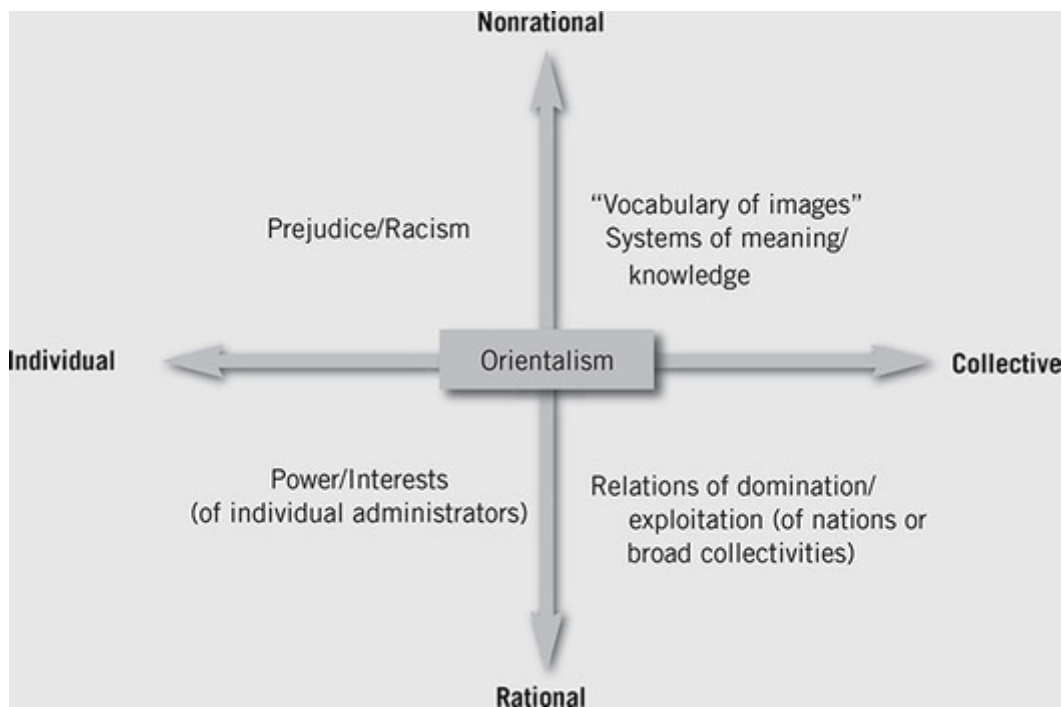 Nonrational
Prejudice/Racism
“Vocabulary of images”
Systems of meaning/
knowledge
Individual
Orientalism
Collective
Power/Interests
(of individual administrators)
Relations of domination/
exploitation (of nations or
broad collectivities)
Rational